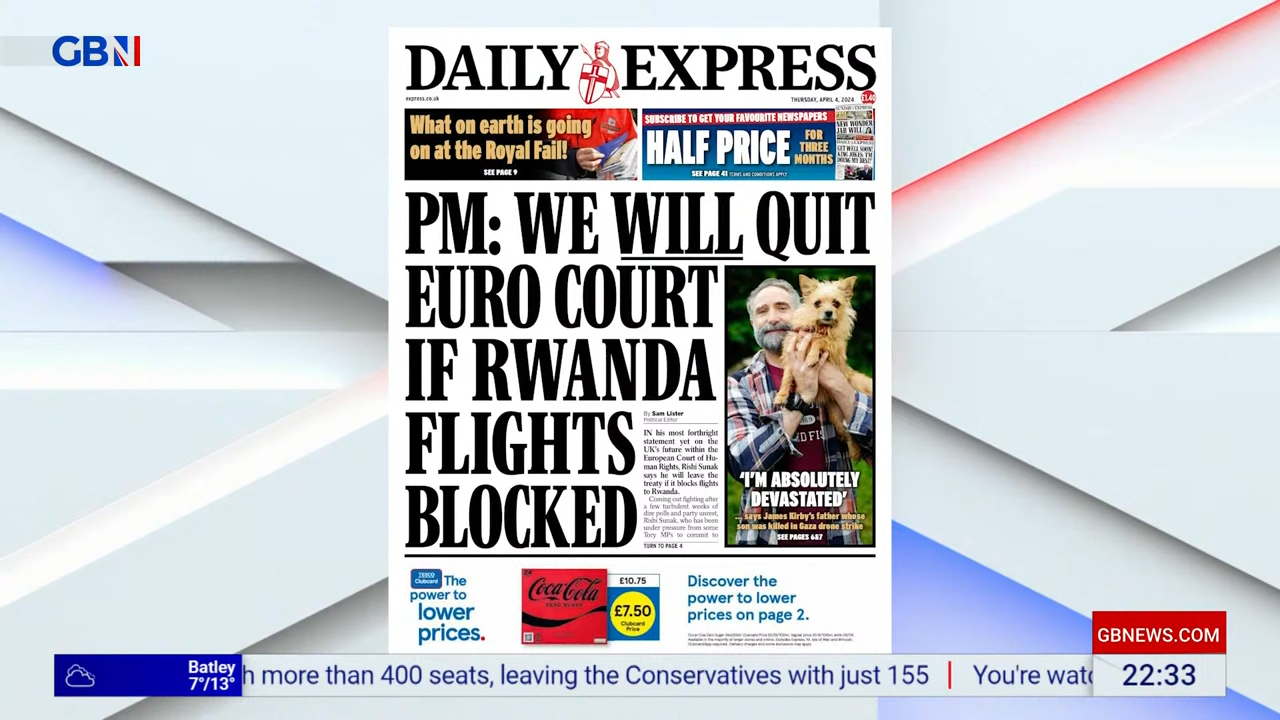 GBN
DAILY EXPRESS
express.co.uk
THURSDAY, APRIL 4, 2024
£1.40
What on earth is going
on at the Royal Fail!
SEE PAGE 9
SUBSCRIBE TO GET YOUR FAVOURITE NEWSPAPERS
HALF PRICE
FOR
THREE
MONTHS
SEE PAGE 41 TERMS AND CONDITIONS APPLY
PM: WE WILL QUIT
EURO COURT
IF RWANDA
FLIGHTS
BLOCKED
By Sam Lister
Political Editor
IN his most forthright
statement yet on the
UK's future within the
European Court of Hu-
man Rights, Rishi Sunak
says he will leave the
treaty if it blocks flights
to Rwanda.
Coming out fighting after
a few turbulent weeks of
dire polls and party unrest,
Rishi Sunak, who has been
under pressure from some
Tory MPs to commit to
TURN TO PAGE 4
'I'M ABSOLUTELY
DEVASTATED'
... says James Kirby's father whose
son was killed in Gaza drone strike
SEE PAGES 6&7
TESCO
Clubcard
The
power to
lower
prices.
Coca-Cola
ZERO SUGAR
£10.75
£7.50
Clubcard
Price
Discover the
power to lower
prices on page 2.
GBNEWS.COM
Batley
7°/13°
h more than 400 seats, leaving the Conservatives with just 155 | You're watc
22:33